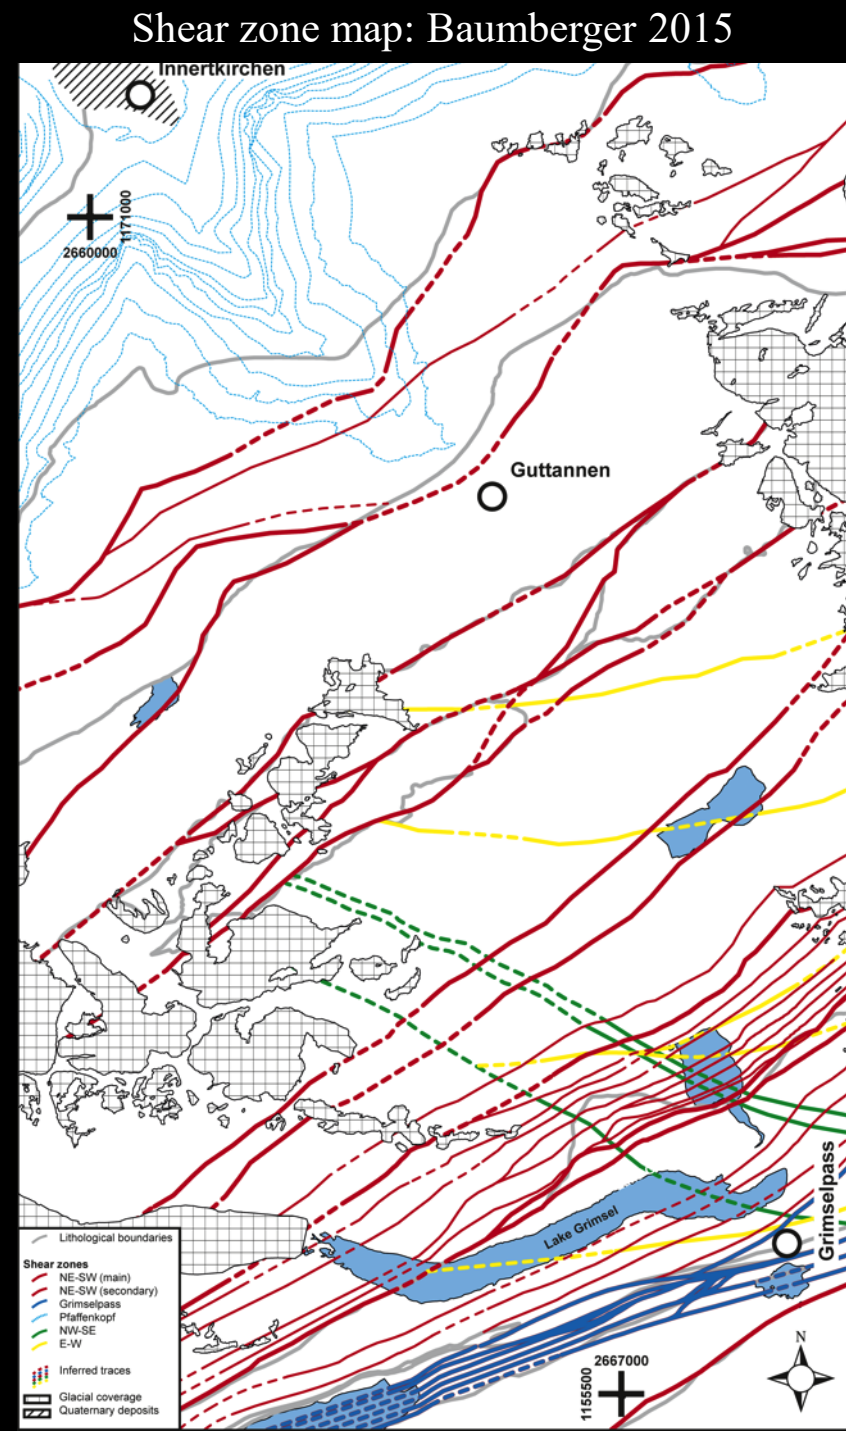 Shear zone map: Baumberger 2015
Innertkirchen
1171000
2660000
Guttannen
Grimselpass
Lake Grimsel
Lithological boundaries
Shear zones
NE-SW (main)
NE-SW (secondary)
Grimselpass
Pfaffenkopf
NW-SE
E-W
Inferred traces
Glacial coverage
Quaternary deposits
2667000
1155500
N